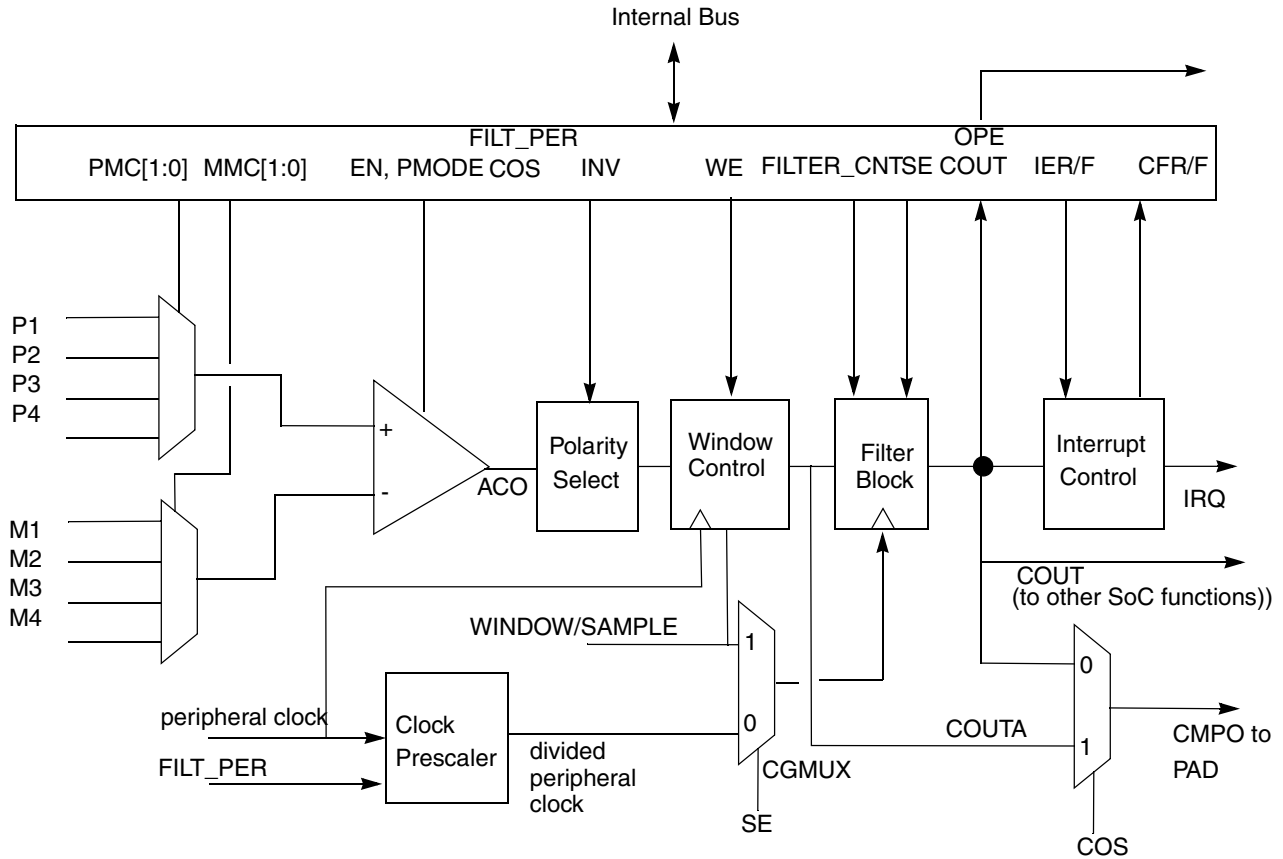 Internal Bus
FILT_PER
OPE
PMC[1:0] MMC[1:0] EN, PMODE COS INV WE FILTER_CNT SE COUT IER/F CFR/F
P1
P2
P3
P4
+
-
ACO
Polarity
Select
Window
Control
Filter
Block
Interrupt
Control
IRQ
M1
M2
M3
M4
COUT
(to other SoC functions))
WINDOW/SAMPLE
1
0
0
1
peripheral clock
FILT_PER
Clock
Prescaler
divided
peripheral
clock
CGMUX
SE
COUTA
CMPO to
PAD
COS